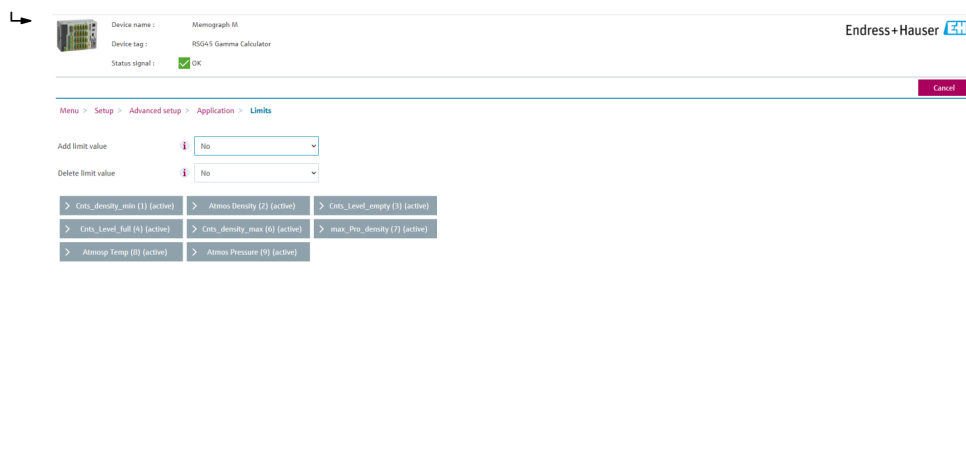 Device name : Memograph M
Device tag : RSG45 Gamma Calculator
Status signal : OK
Endress+Hauser EH
Cancel
Menu > Setup > Advanced setup > Application > Limits
Add limit value i No
Delete limit value i No
> Cnts_density_min (1) (active) > Atmos Density (2) (active) > Cnts_Level_empty (3) (active)
> Cnts_Level_full (4) (active) > Cnts_density_max (6) (active) > max_Pro_density (7) (active)
> Atmosp Temp (8) (active) > Atmos Pressure (9) (active)